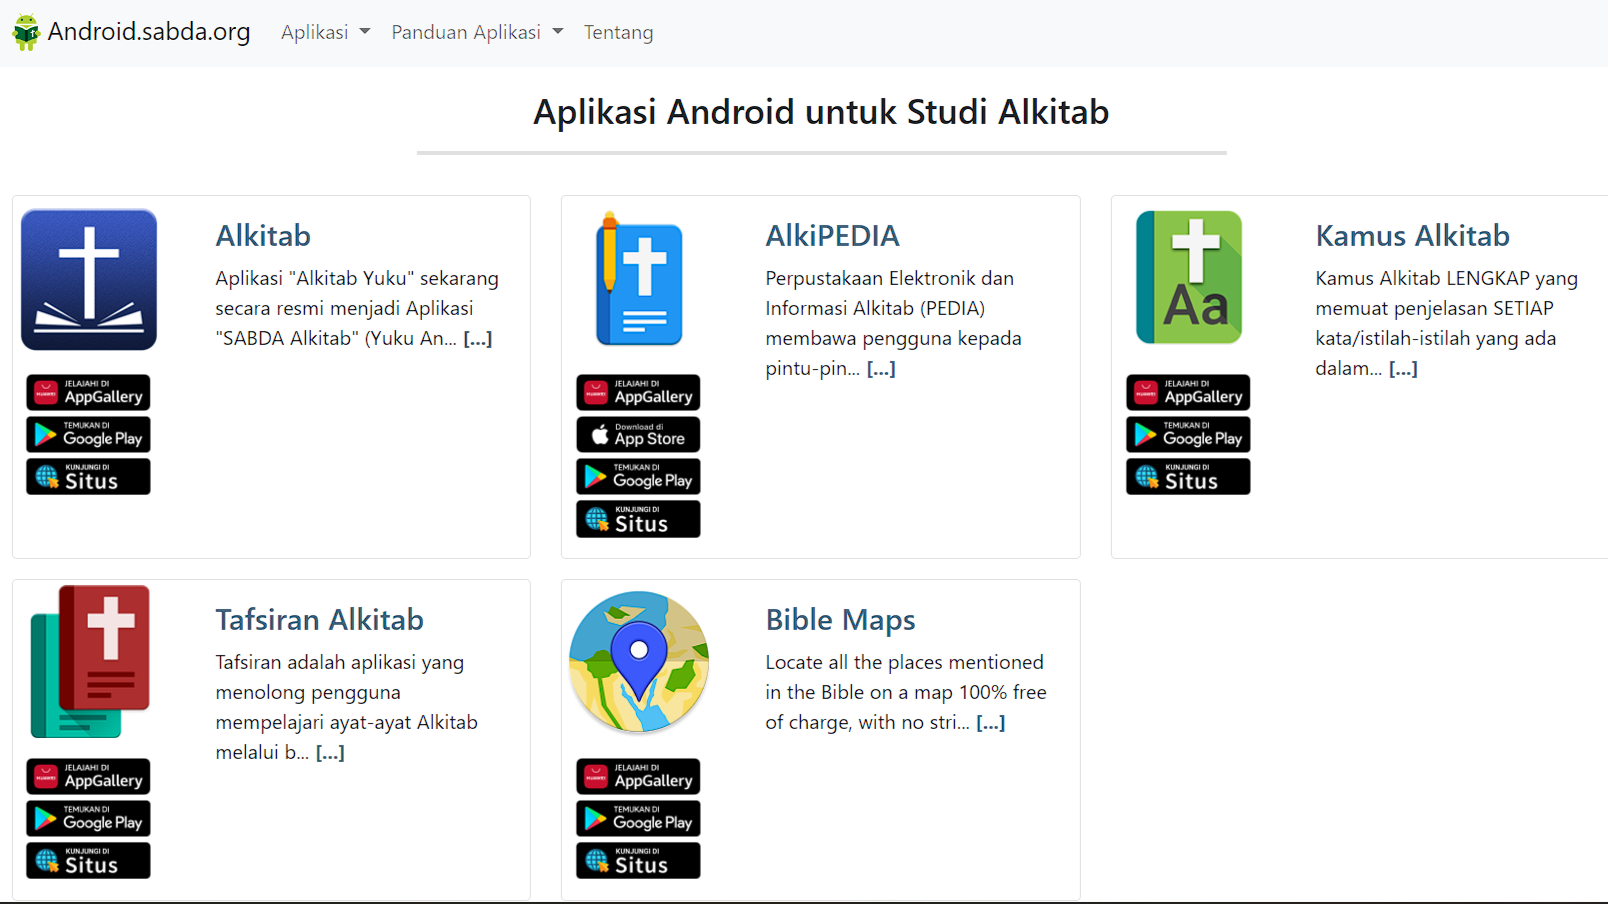 Android.sabda.org
Aplikasi
Panduan Aplikasi
Tentang
Aplikasi Android untuk Studi Alkitab
Alkitab
Aplikasi "Alkitab Yuku" sekarang
secara resmi menjadi Aplikasi
"SABDA Alkitab" (Yuku An... [...]
JELAJAHI DI
AppGallery
TEMUKAN DI
Google Play
KUNJUNGI DI
Situs
AlkiPEDIA
Perpustakaan Elektronik dan
Informasi Alkitab (PEDIA)
membawa pengguna kepada
pintu-pin... [...]
JELAJAHI DI
AppGallery
Download di
App Store
TEMUKAN DI
Google Play
KUNJUNGI DI
Situs
Kamus Alkitab
Kamus Alkitab LENGKAP yang
memuat penjelasan SETIAP
kata/istilah-istilah yang ada
dalam... [...]
Aa
JELAJAHI DI
AppGallery
TEMUKAN DI
Google Play
KUNJUNGI DI
Situs
Tafsiran Alkitab
Tafsiran adalah aplikasi yang
menolong pengguna
mempelajari ayat-ayat Alkitab
melalui b... [...]
JELAJAHI DI
AppGallery
TEMUKAN DI
Google Play
KUNJUNGI DI
Situs
Bible Maps
Locate all the places mentioned
in the Bible on a map 100% free
of charge, with no stri... [...]
JELAJAHI DI
AppGallery
TEMUKAN DI
Google Play
KUNJUNGI DI
Situs